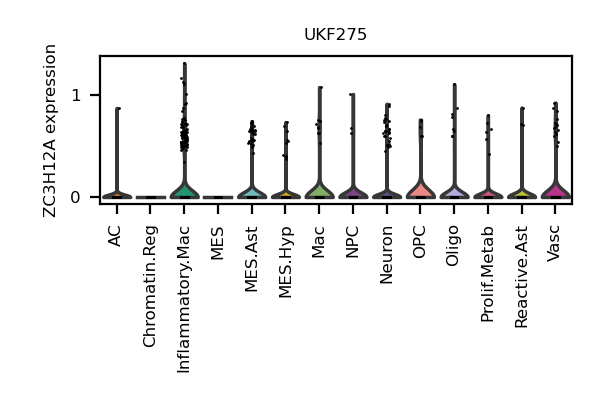 UKF275
ZC3H12A expression
1
0
AC
Chromatin.Reg
Inflammatory.Mac
MES
MES.Ast
MES.Hyp
Mac
NPC
Neuron
OPC
Oligo
Prolif.Metab
Reactive.Ast
Vasc